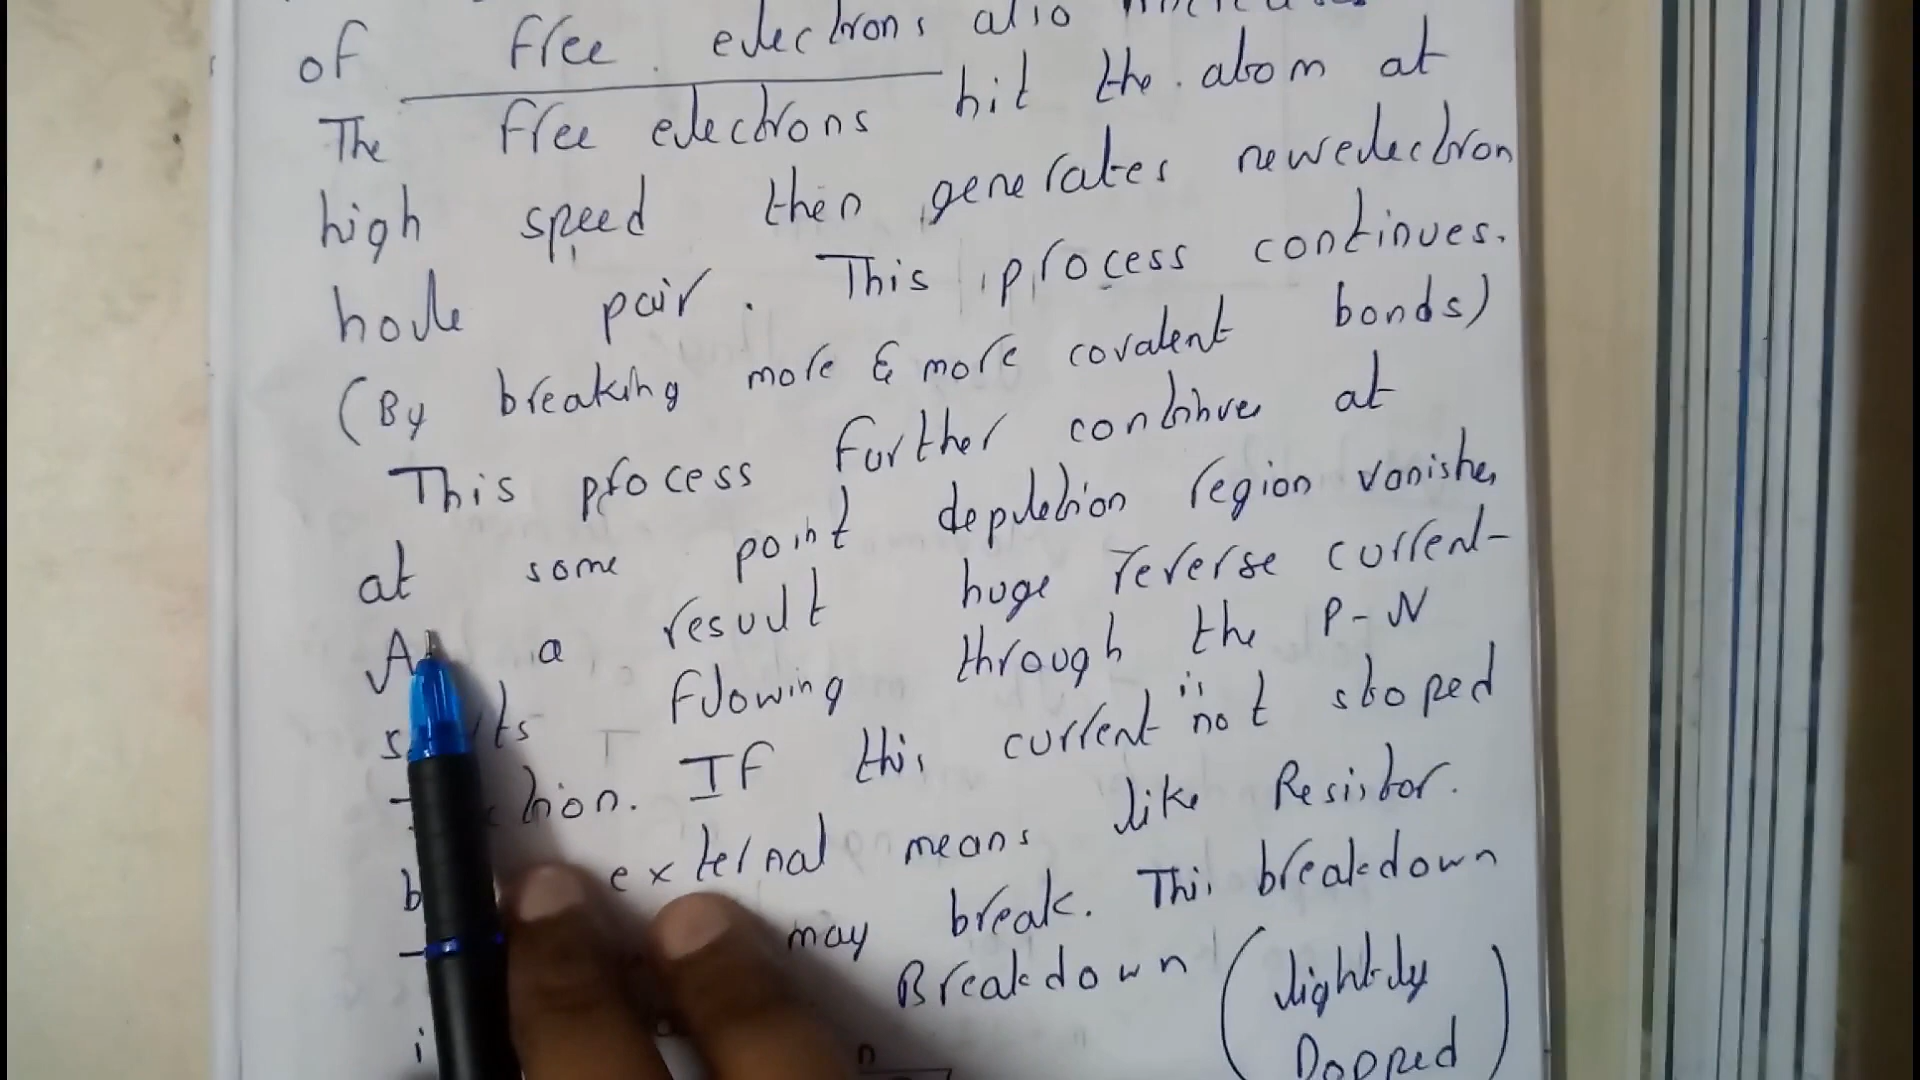 of free electrons also
The free electrons hit the atom at
high speed then generates new electron
hole pair. This process continues.
(By breaking more & more covalent bonds)
This process further continues at
at some point depletion region vanishes
As a result huge reverse current
flowing through the P-N
If this current is not stoped
external means like Resistor.
may break. This breakdown
Breakdown (lightly
Dopped)
n